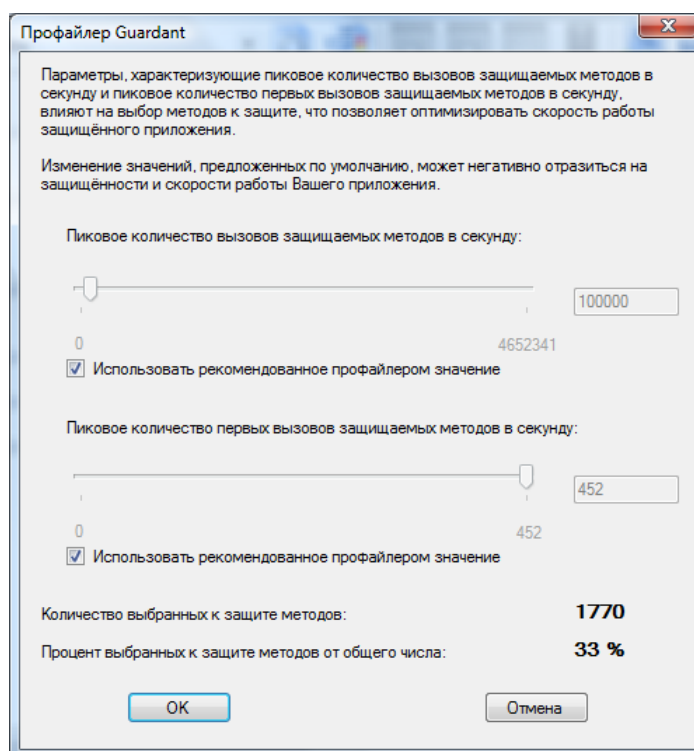 Профайлер Guardant
Параметры, характеризующие пиковое количество вызовов защищаемых методов в
секунду и пиковое количество первых вызовов защищаемых методов в секунду,
влияют на выбор методов к защите, что позволяет оптимизировать скорость работы
защищённого приложения.
Изменение значений, предложенных по умолчанию, может негативно отразиться на
защищённости и скорости работы Вашего приложения.
Пиковое количество вызовов защищаемых методов в секунду:
100000
0 4652341
Использовать рекомендованное профайлером значение
Пиковое количество первых вызовов защищаемых методов в секунду:
452
0 452
Использовать рекомендованное профайлером значение
Количество выбранных к защите методов: 1770
Процент выбранных к защите методов от общего числа: 33 %
OK Отмена